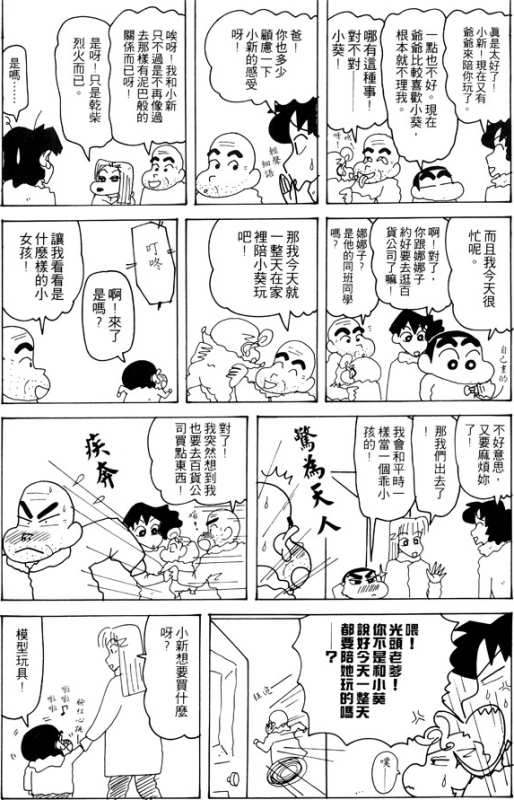 真是太好了！
小新！現在又有
爺爺來陪你玩了。
一點也不好。現在
爺爺比較喜歡小葵，
根本就不理我。
哪有這種事！
對不對
小葵！
爸！
你也多少
顧慮一下
小新的感受
呀！
輕聲
細語
唉呀！我和小新
只不過是不再像過
去那樣有泥巴般的
關係而已呀！
是呀！只是乾柴
烈火而已。
是嗎……
而且我今天很
忙呢。
自己畫的
啊！對了，
你跟娜娜子
約好要去逛百
貨公司了嘛！
娜娜子？
是他的同班同學
嗎？
那我今天就
一整天在家
裡陪小葵玩
吧！
叮咚
啊！來了
是嗎？
讓我看看是
什麼樣的小
女孩！
不好意思，
又要麻煩妳
了！
那我們出去了
！
我會和平時一
樣當一個乖小
孩的！
驚為天人
對了！
我突然想到我
也要去百貨公
司買點東西！
疾奔
喂！
光頭老爹！
你不是和小葵
說好今天一整天
都要陪她玩的嗎
——？
小新想要買什麼
呀？
模型玩具！